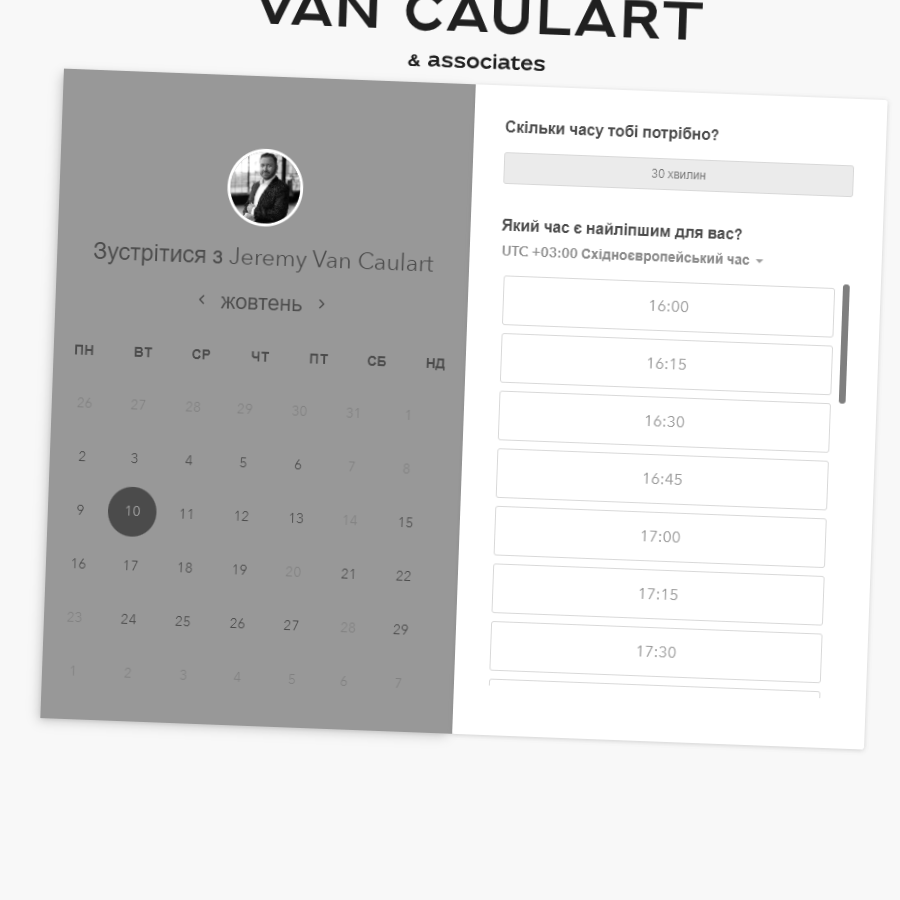 VAN CAULART
& associates
Зустрітися з Jeremy Van Caulart
жовтень
ПН ВТ СР ЧТ ПТ СБ НД
26 27 28 29 30 31 1
2 3 4 5 6 7 8
9 10 11 12 13 14 15
16 17 18 19 20 21 22
23 24 25 26 27 28 29
1 2 3 4 5 6 7
Скільки часу тобі потрібно?
30 хвилин
Який час є найліпшим для вас?
UTC +03:00 Східноєвропейський час
16:00
16:15
16:30
16:45
17:00
17:15
17:30